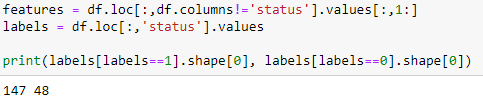 features = df.loc[:,df.columns!='status'].values[:,1:]
labels = df.loc[:,'status'].values
print(labels[labels==1].shape[0], labels[labels==0].shape[0])
147 48